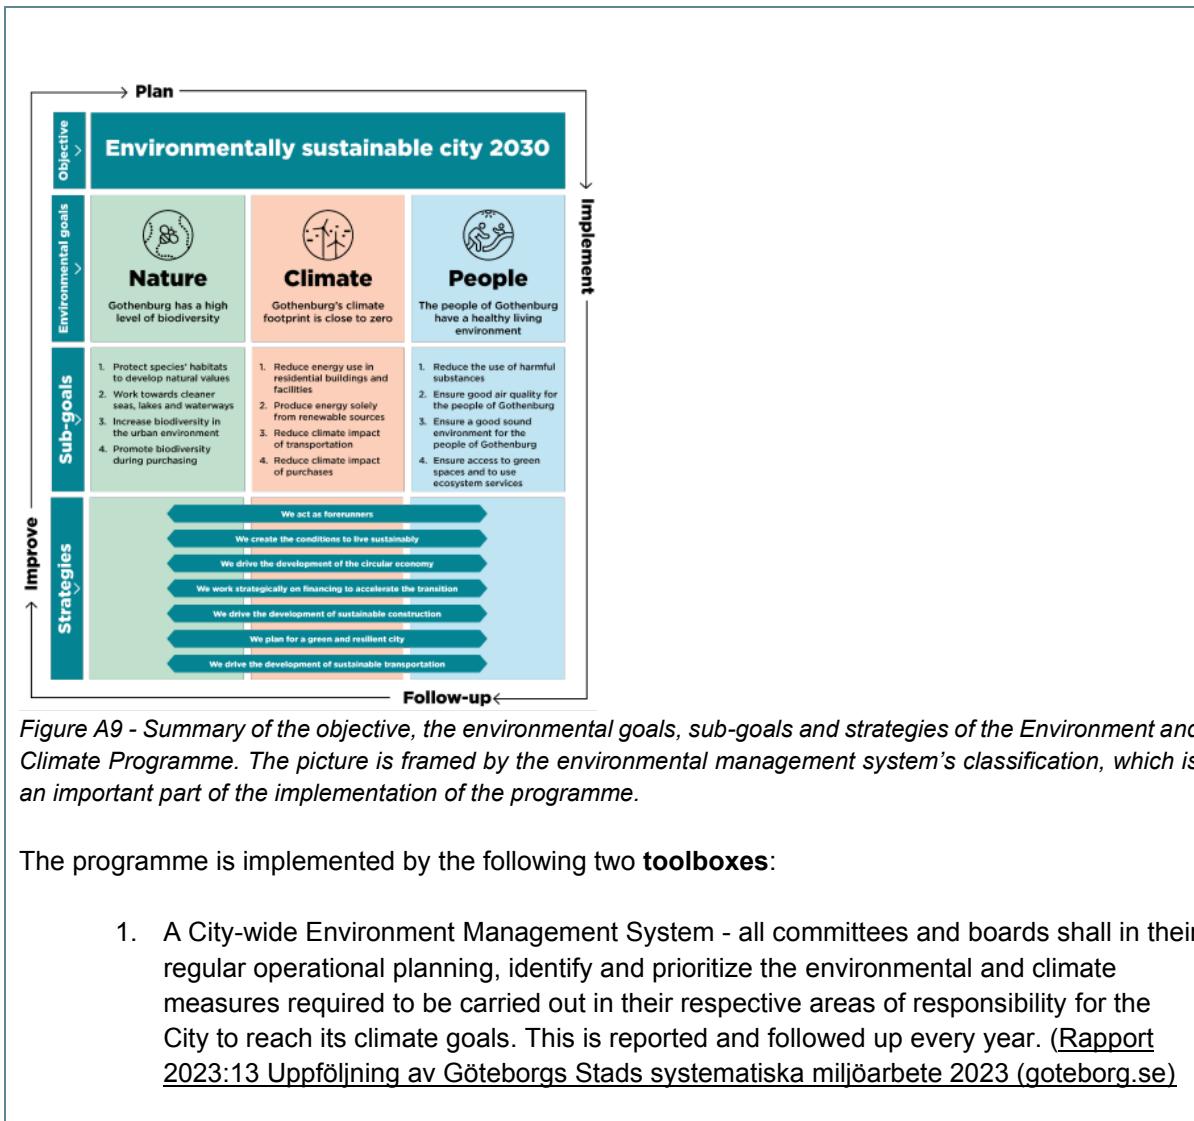 Plan
Objective
Environmentally sustainable city 2030
Implement
Environmental goals
Nature
Gothenburg has a high
level of biodiversity
Climate
Gothenburg's climate
footprint is close to zero
People
The people of Gothenburg
have a healthy living
environment
Sub-goals
1. Protect species' habitats
to develop natural values
2. Work towards cleaner
seas, lakes and waterways
3. Increase biodiversity in
the urban environment
4. Promote biodiversity
during purchasing
1. Reduce energy use in
residential buildings and
facilities
2. Produce energy solely
from renewable sources
3. Reduce climate impact
of transportation
4. Reduce climate impact
of purchases
1. Reduce the use of harmful
substances
2. Ensure good air quality for
the people of Gothenburg
3. Ensure a good sound
environment for the
people of Gothenburg
4. Ensure access to green
spaces and to use
ecosystem services
Improve
Strategies
We act as forerunners
We create the conditions to live sustainably
We drive the development of the circular economy
We work strategically on financing to accelerate the transition
We drive the development of sustainable construction
We plan for a green and resilient city
We drive the development of sustainable transportation
Follow-up
Figure A9 - Summary of the objective, the environmental goals, sub-goals and strategies of the Environment and
Climate Programme. The picture is framed by the environmental management system's classification, which is
an important part of the implementation of the programme.
The programme is implemented by the following two toolboxes:
1. A City-wide Environment Management System - all committees and boards shall in their
regular operational planning, identify and prioritize the environmental and climate
measures required to be carried out in their respective areas of responsibility for the
City to reach its climate goals. This is reported and followed up every year. (Rapport
2023:13 Uppföljning av Göteborgs Stads systematiska miljöarbete 2023 (goteborg.se)